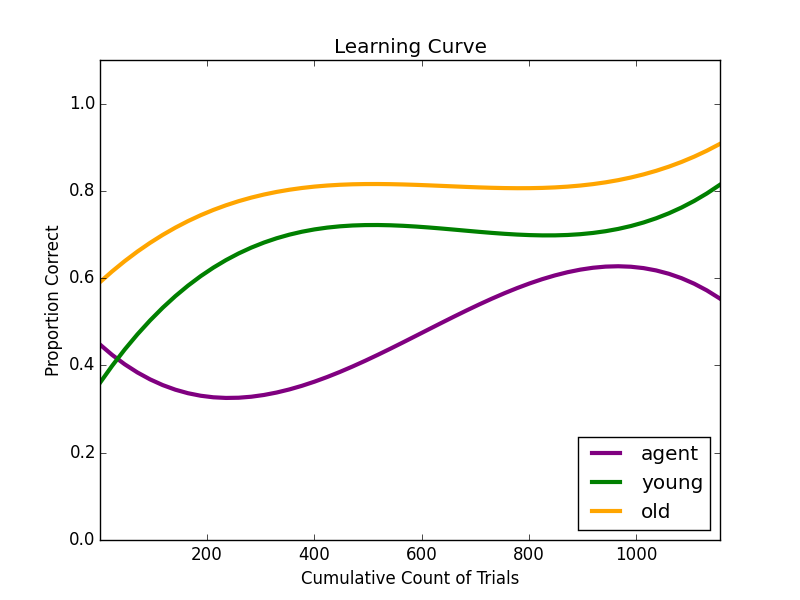 Learning Curve
Proportion Correct
1.0
0.8
0.6
0.4
0.2
0.0
200 400 600 800 1000
Cumulative Count of Trials
agent
young
old